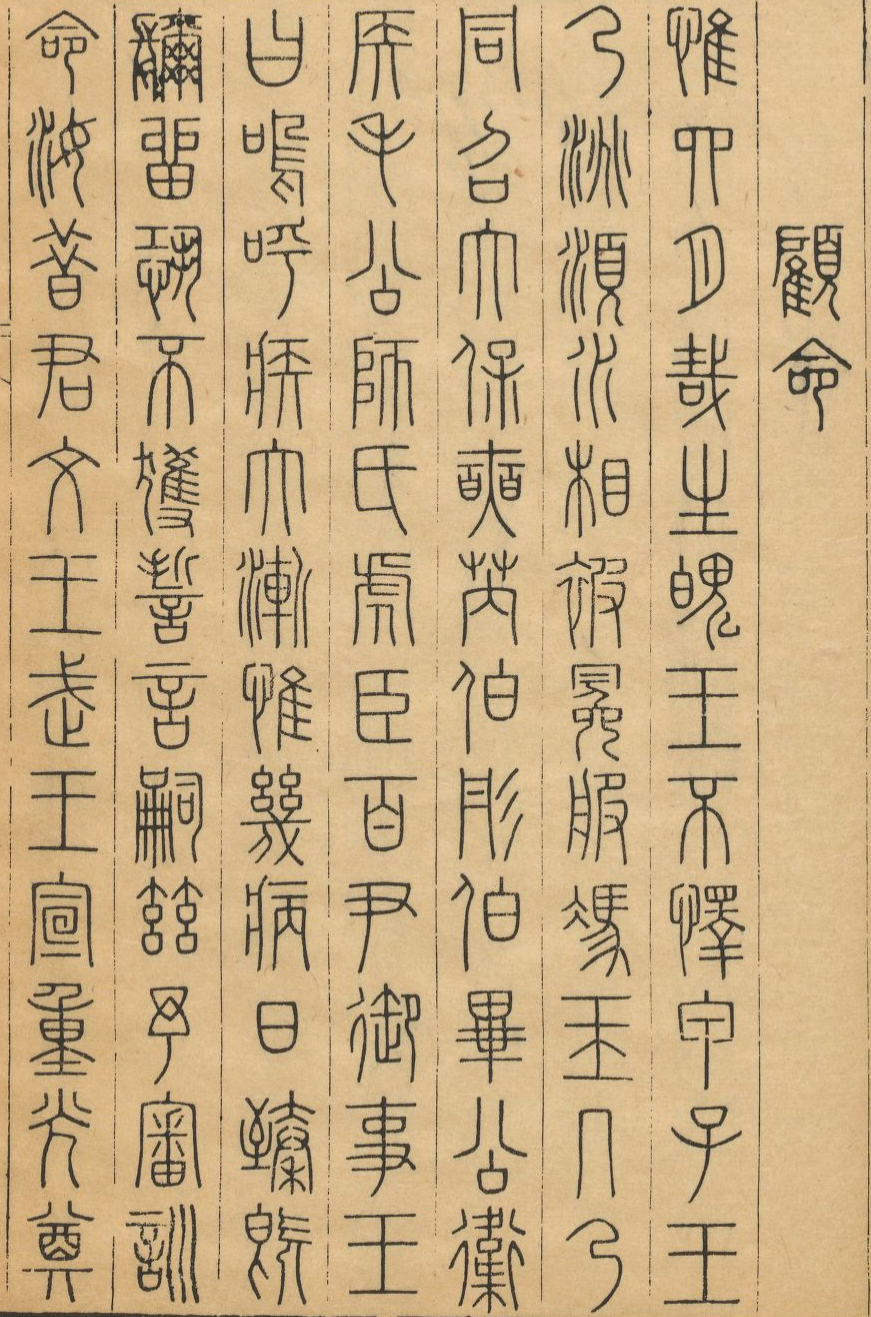 顧命
惟四月哉生魄王不懌甲子王
乃洮湏水相被冕服馮玉几乃
同召大保奭芮伯彤伯畢公衛
侯毛公師氏虎臣百尹御事王
曰嗚呼疾大漸惟幾病日臻既
彌留恐不獲誓言嗣茲予審訓
命汝昔君文王武王宣重光奠